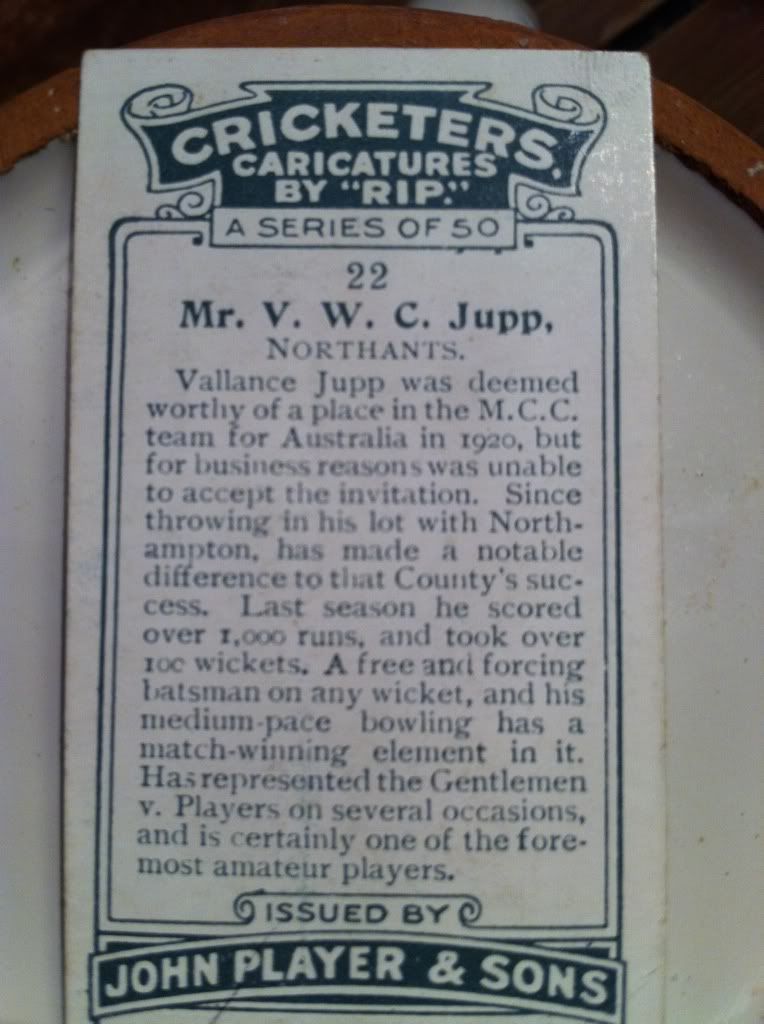 CRICKETERS,
CARICATURES
BY "RIP."
A SERIES OF 50
22
Mr. V. W. C. Jupp,
NORTHANTS.
Vallance Jupp was deemed
worthy of a place in the M.C.C.
team for Australia in 1920, but
for business reasons was unable
to accept the invitation. Since
throwing in his lot with North-
ampton, has made a notable
difference to that County's suc-
cess. Last season he scored
over 1,000 runs, and took over
100 wickets. A free and forcing
batsman on any wicket, and his
medium-pace bowling has a
match-winning element in it.
Has represented the Gentlemen
v. Players on several occasions,
and is certainly one of the fore-
most amateur players.
ISSUED BY
JOHN PLAYER & SONS